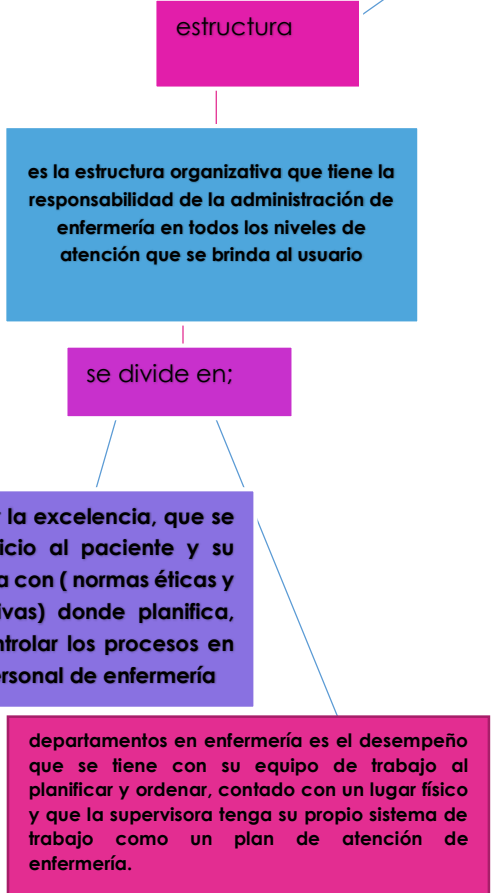 estructura
es la estructura organizativa que tiene la
responsabilidad de la administración de
enfermería en todos los niveles de
atención que se brinda al usuario
se divide en;
la excelencia, que se
al paciente y su
con ( normas éticas y
donde planifica,
los procesos en
de enfermería
departamentos en enfermería es el desempeño
que se tiene con su equipo de trabajo al
planificar y ordenar, contado con un lugar físico
y que la supervisora tenga su propio sistema de
trabajo como un plan de atención de
enfermería.